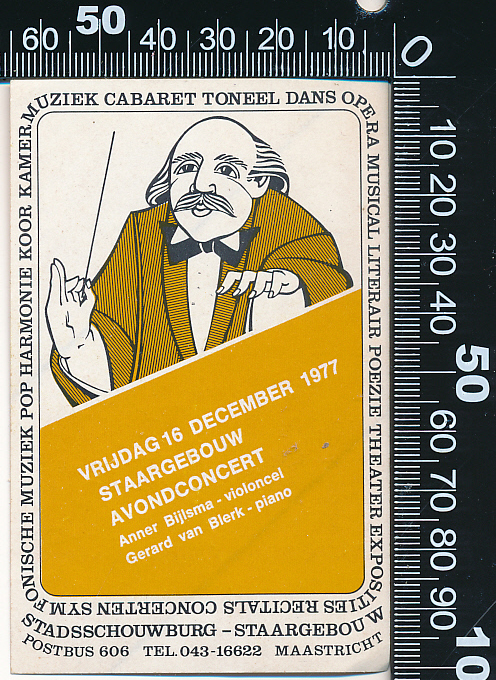 60 50 40 30 20 10 0
10 20 30 40 50 60 70 80 90 10
KAMERMUZIEK CABARET TONEEL DANS OPERA MUSICAL LITERAIR POEZIE THEATER EXPOSITIES RECITALS CONCERTEN SYMFONISCHE MUZIEK POP HARMONIE KOOR
VRIJDAG 16 DECEMBER 1977
STAARGEBOUW
AVONDCONCERT
Anner Bijlsma - violoncel
Gerard van Blerk - piano
STADSSCHOUWBURG - STAARGEBOUW
POSTBUS 606 TEL. 043-16622 MAASTRICHT